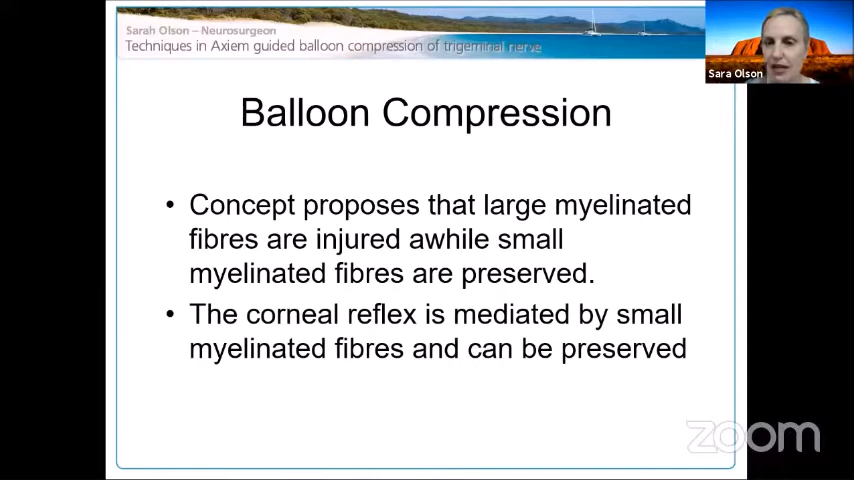 Sarah Olson – Neurosurgeon
Techniques in Axiem guided balloon compression of trigeminal nerve
Sara Olson
Balloon Compression
• Concept proposes that large myelinated
fibres are injured awhile small
myelinated fibres are preserved.
• The corneal reflex is mediated by small
myelinated fibres and can be preserved
zoom